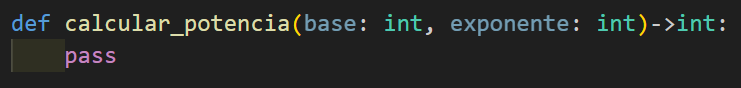 def calcular_potencia(base: int, exponente: int)->int:
    pass